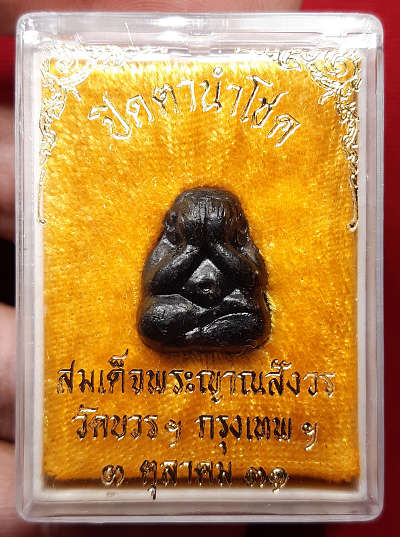 ปิดตานำโชค
สมเด็จพระญาณสังวร
วัดบวรฯ กรุงเทพฯ
๓ ตุลาคม ๓๑